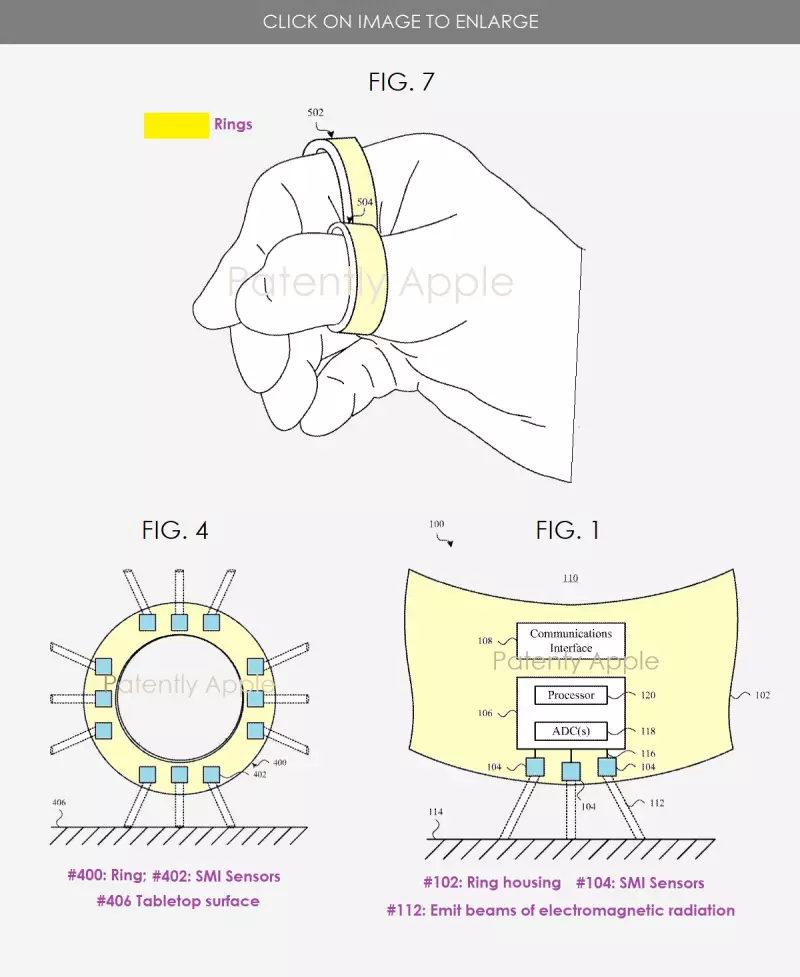 CLICK ON IMAGE TO ENLARGE
FIG. 7
Rings
502
504
Patently Apple
FIG. 4
400
402
406
Patently Apple
#400: Ring; #402: SMI Sensors
#406 Tabletop surface
FIG. 1
100
110
108
Communications
Interface
Patently Apple
Processor
120
106
102
ADC(s)
118
116
104
104
104
112
114
#102: Ring housing #104: SMI Sensors
#112: Emit beams of electromagnetic radiation